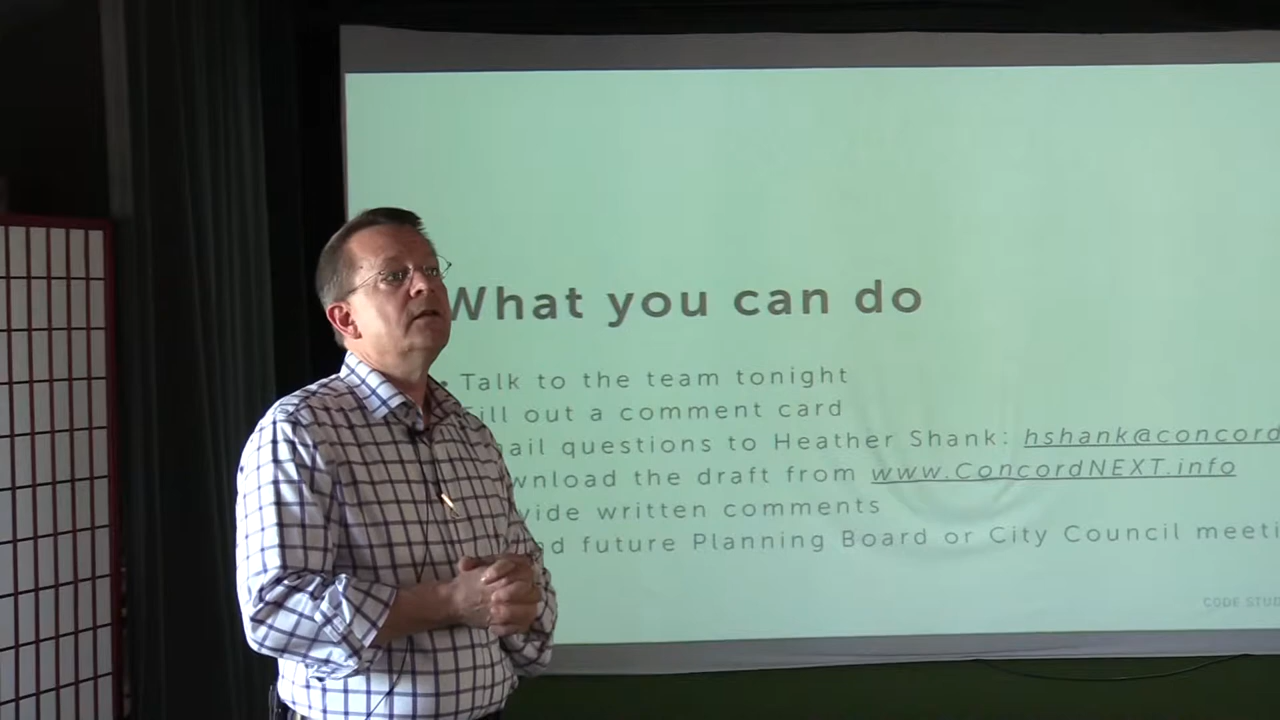 What you can do
• Talk to the team tonight
ill out a comment card
ail questions to Heather Shank: hshank@concord
wnload the draft from www.ConcordNEXT.info
vide written comments
d future Planning Board or City Council meeti
CODE STUD